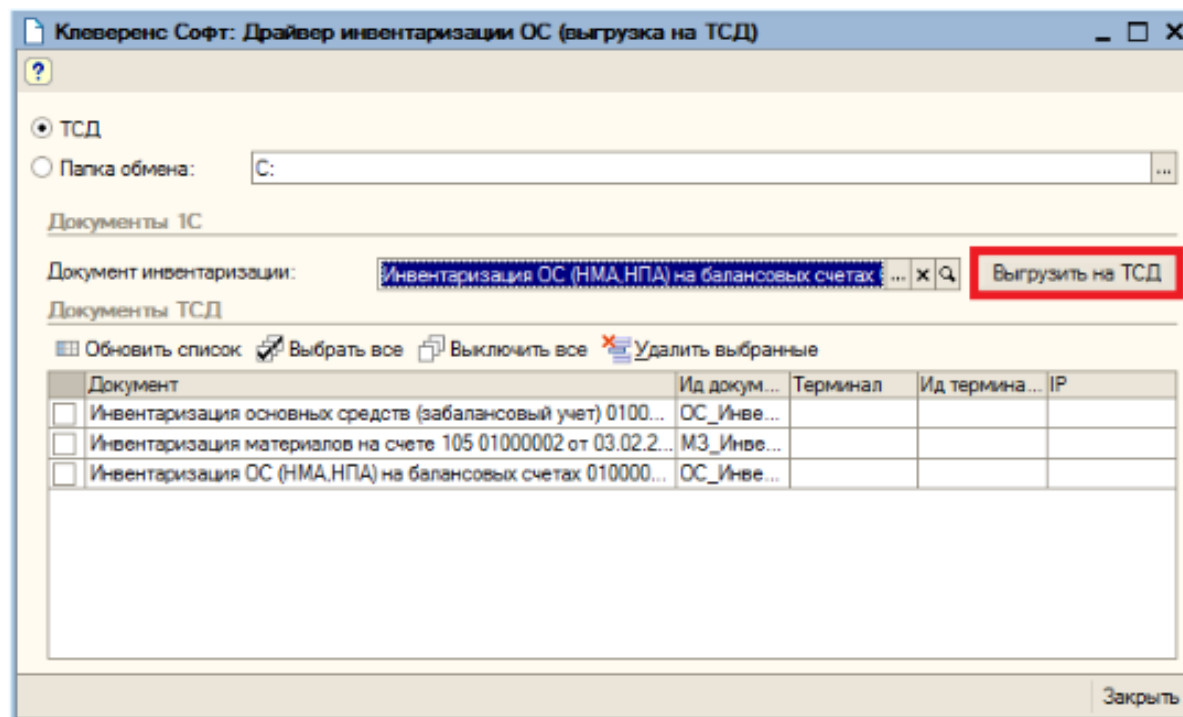 Клеверенс Софт: Драйвер инвентаризации ОС (выгрузка на ТСД)
?
ТСД
Папка обмена: C: ...
Документы 1С
Документ инвентаризации: Инвентаризация ОС (НМА,НПА) на балансовых счетах ... Выгрузить на ТСД
Документы ТСД
Обновить список Выбрать все Выключить все Удалить выбранные
Документ Ид докум... Терминал Ид термина... IP
Инвентаризация основных средств (забалансовый учет) 0100... ОС_Инве...
Инвентаризация материалов на счете 105 01000002 от 03.02.2... МЗ_Инве...
Инвентаризация ОС (НМА,НПА) на балансовых счетах 010000... ОС_Инве...
Закрыть